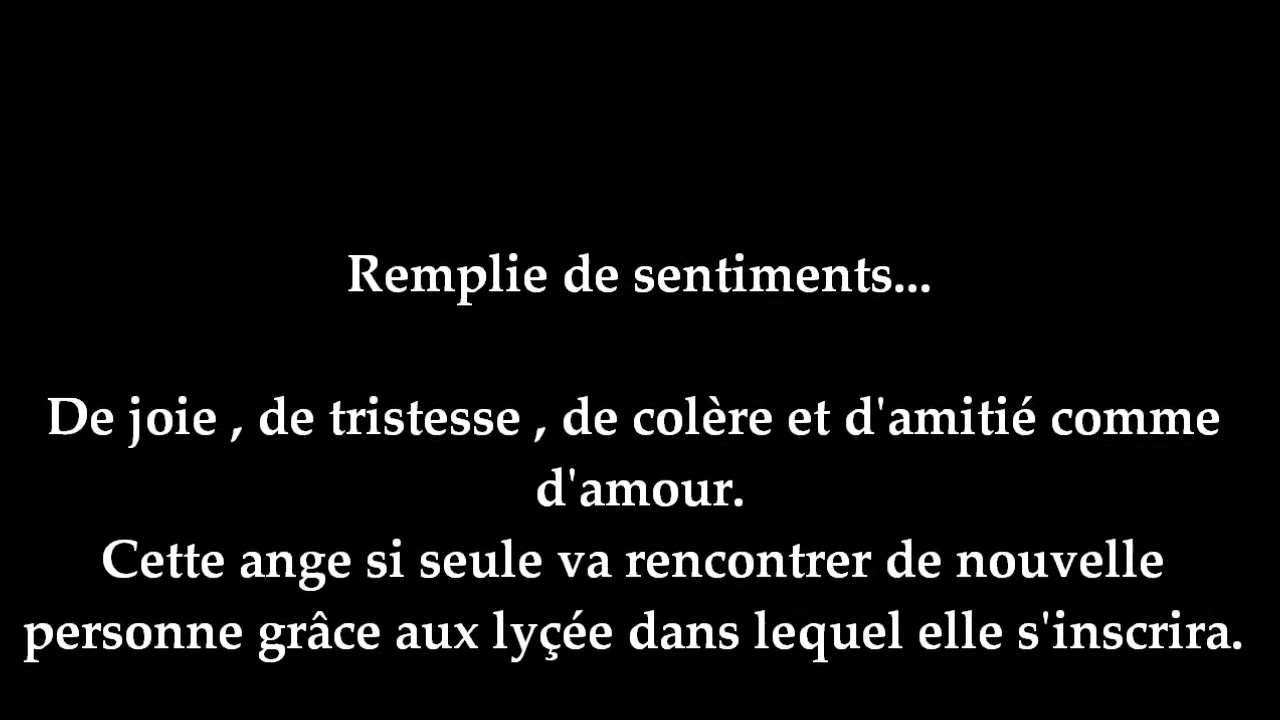 Remplie de sentiments...
De joie , de tristesse , de colère et d'amitié comme
d'amour.
Cette ange si seule va rencontrer de nouvelle
personne grâce aux lyçée dans lequel elle s'inscrira.